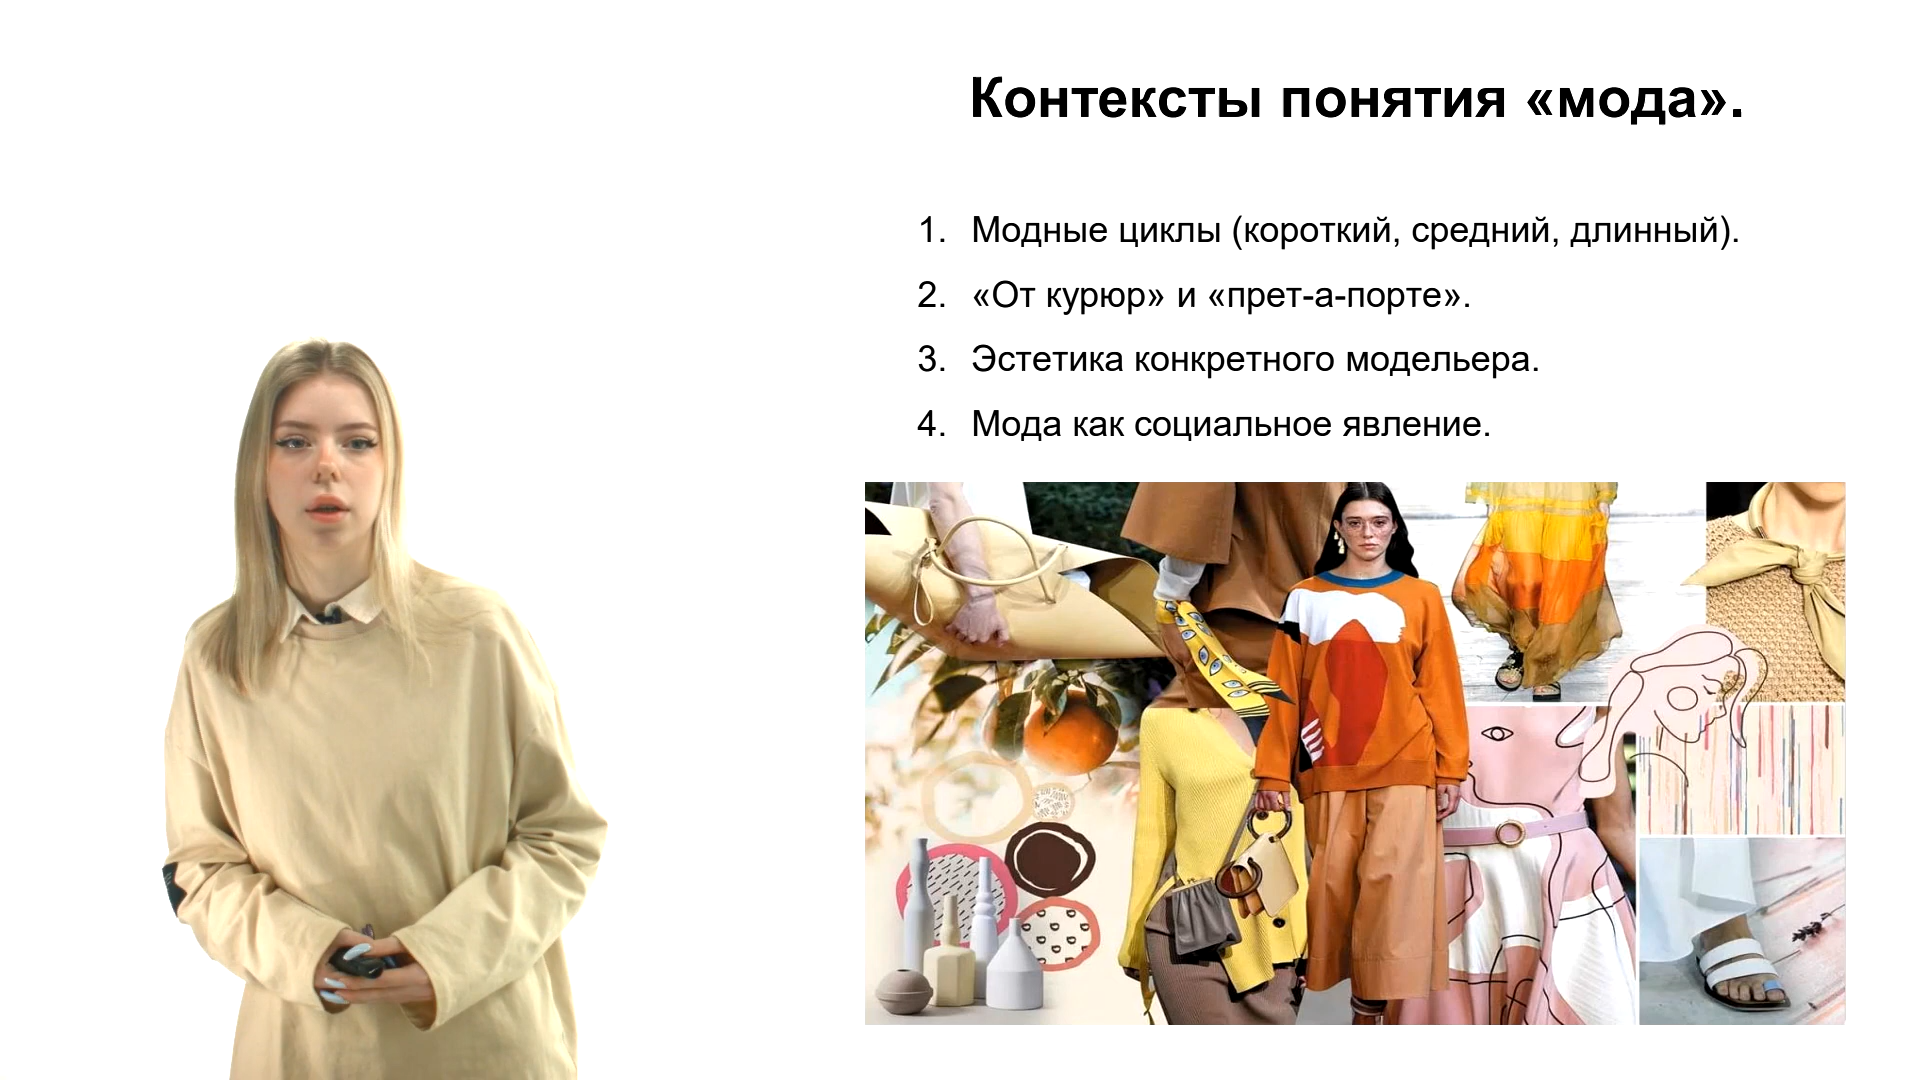 Контексты понятия «мода».
1. Модные циклы (короткий, средний, длинный).
2. «От курюр» и «прет-а-порте».
3. Эстетика конкретного модельера.
4. Мода как социальное явление.